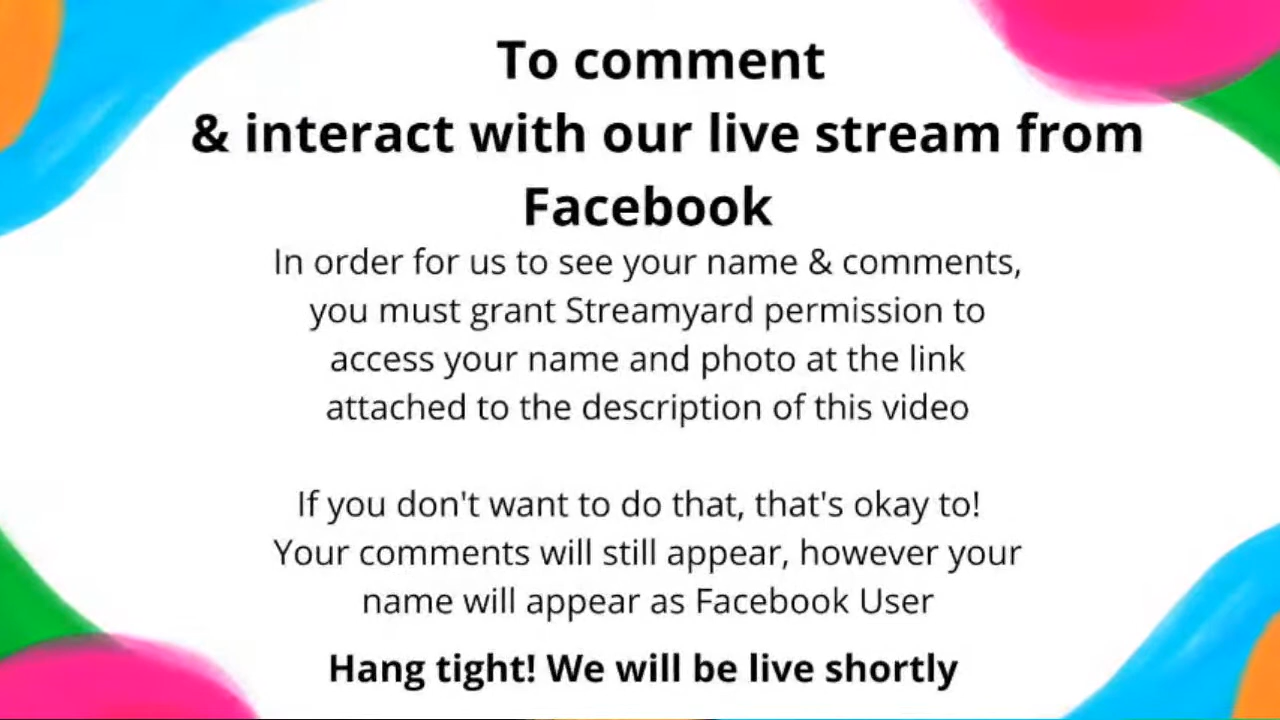 To comment
& interact with our live stream from
Facebook
In order for us to see your name & comments,
you must grant Streamyard permission to
access your name and photo at the link
attached to the description of this video
If you don't want to do that, that's okay to!
Your comments will still appear, however your
name will appear as Facebook User
Hang tight! We will be live shortly